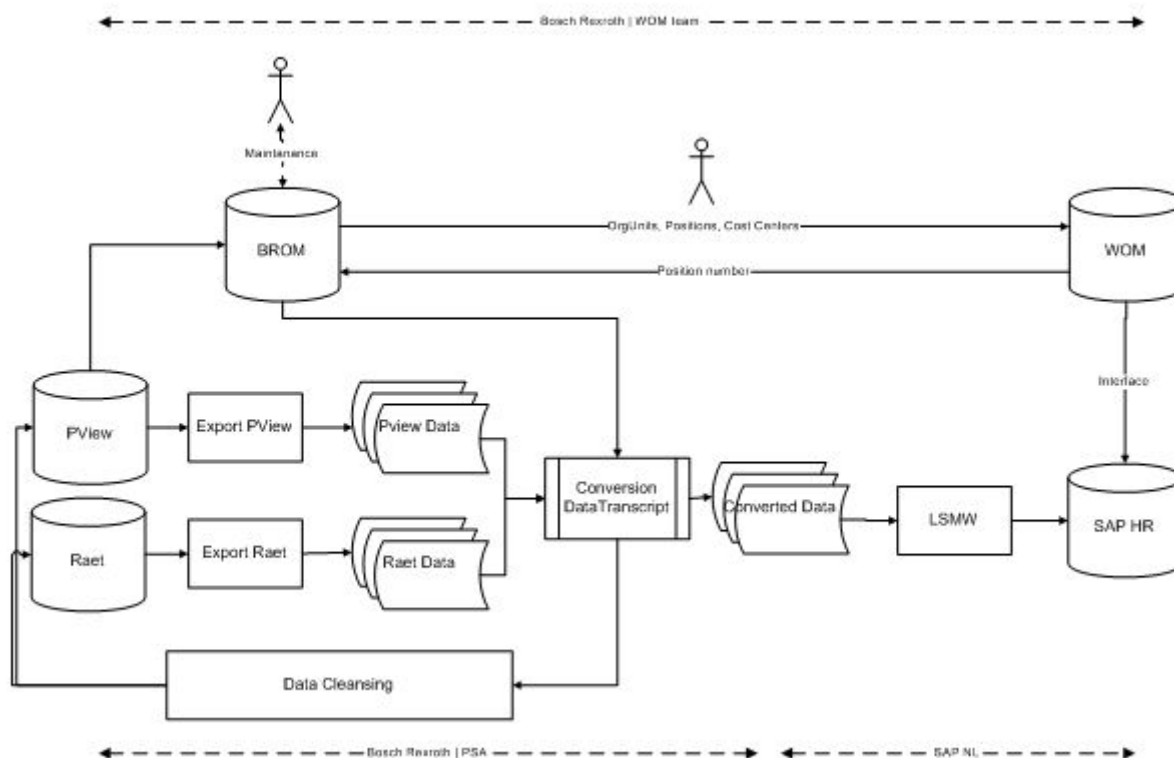 Bosch Rexroth | WOM team
Maintanance
OrgUnits, Positions, Cost Centers
BROM
WOM
Position number
Interface
PView
Export PView
Pview Data
Conversion
DataTranscript
Converted Data
LSMW
SAP HR
Raet
Export Raet
Raet Data
Data Cleansing
Bosch Rexroth | PSA
SAP NL